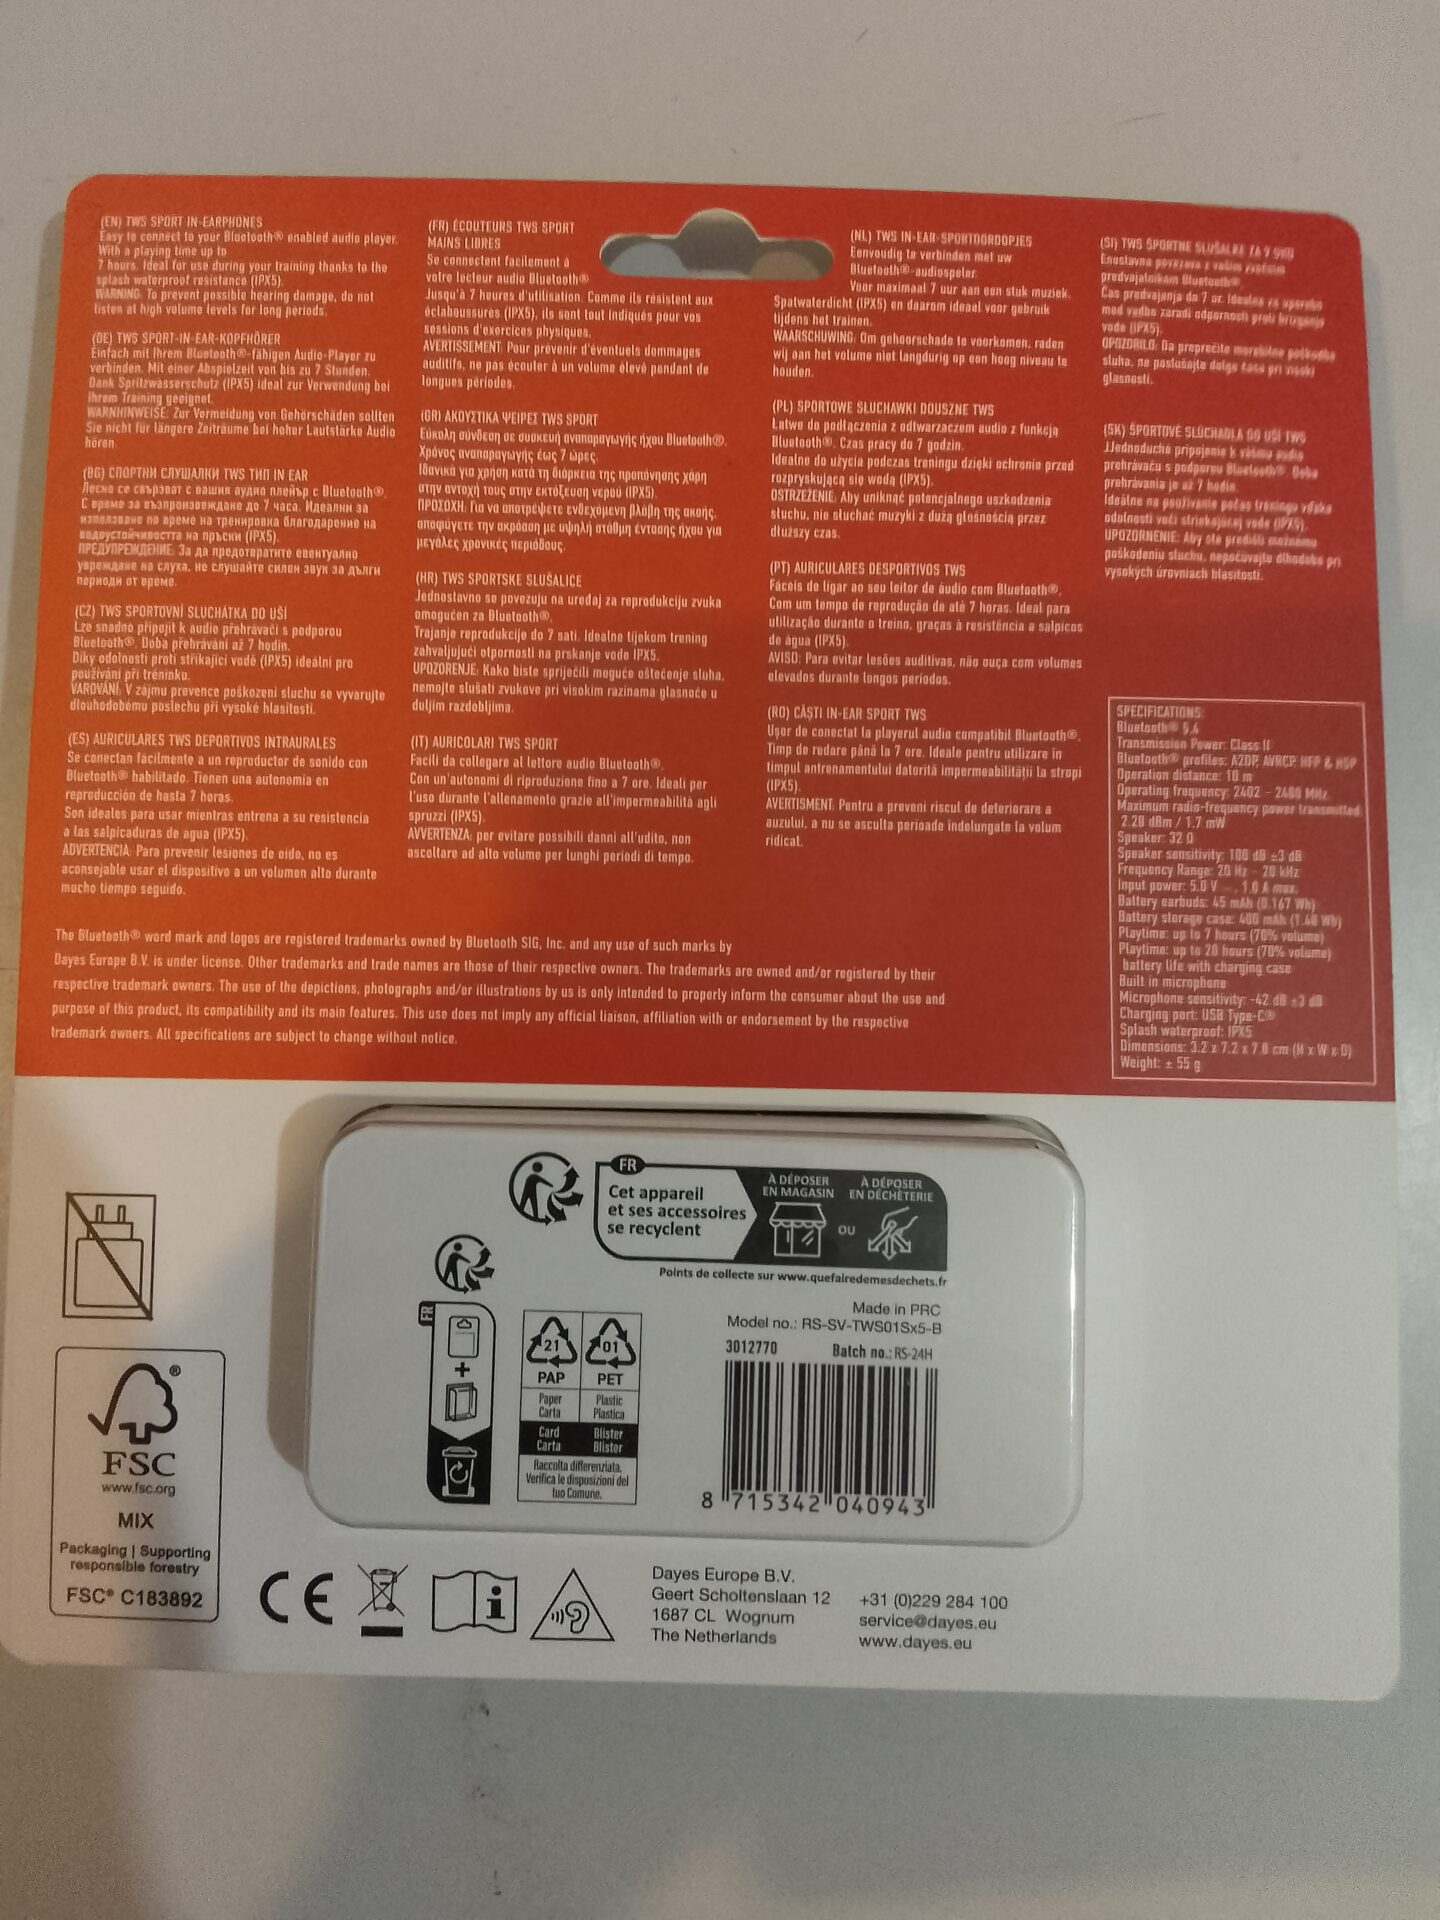 (EN) TWS SPORT IN-EARPHONES
Easy to connect to your Bluetooth® enabled audio player.
With a playing time up to
7 hours. Ideal for use during your training thanks to the
splash waterproof resistance (IPX5).
WARNING: To prevent possible hearing damage, do not
listen at high volume levels for long periods.
(DE) TWS SPORT-IN-EAR-KOPFHÖRER
Einfach mit Ihrem Bluetooth®-fähigen Audio-Player zu
verbinden. Mit einer Abspielzeit von bis zu 7 Stunden.
Dank Spritzwasserschutz (IPX5) ideal zur Verwendung bei
Ihrem Training geeignet.
WARNHINWEISE: Zur Vermeidung von Gehörschäden sollten
Sie nicht für längere Zeiträume bei hoher Lautstärke Audio
hören.
(BG) СПОРТНИ СЛУШАЛКИ TWS ТИП IN EAR
Лесно се свързват с вашия аудио плейър с Bluetooth®.
С време за възпроизвеждане до 7 часа. Идеални за
използване по време на тренировка благодарение на
водоустойчивостта на пръски (IPX5).
ПРЕДУПРЕЖДЕНИЕ: За да предотвратите евентуално
увреждане на слуха, не слушайте силен звук за дълги
периоди от време.
(CZ) TWS SPORTOVNÍ SLUCHÁTKA DO UŠÍ
Lze snadno připojit k audio přehrávači s podporou
Bluetooth®. Doba přehrávání až 7 hodin.
Díky odolnosti proti stříkající vodě (IPX5) ideální pro
používání při tréninku.
VAROVÁNÍ: V zájmu prevence poškození sluchu se vyvarujte
dlouhodobému poslechu při vysoké hlasitosti.
(ES) AURICULARES TWS DEPORTIVOS INTRAURALES
Se conectan fácilmente a un reproductor de sonido con
Bluetooth® habilitado. Tienen una autonomía en
reproducción de hasta 7 horas.
Son ideales para usar mientras entrena a su resistencia
a las salpicaduras de agua (IPX5).
ADVERTENCIA: Para prevenir lesiones de oído, no es
aconsejable usar el dispositivo a un volumen alto durante
mucho tiempo seguido.
(FR) ÉCOUTEURS TWS SPORT
MAINS LIBRES
Se connectent facilement à
votre lecteur audio Bluetooth®
Jusqu'à 7 heures d'utilisation. Comme ils résistent aux
éclaboussures (IPX5), ils sont tout indiqués pour vos
sessions d'exercices physiques.
AVERTISSEMENT: Pour prévenir d'éventuels dommages
auditifs, ne pas écouter à un volume élevé pendant de
longues périodes.
(GR) ΑΚΟΥΣΤΙΚΑ ΨΕΙΡΕΣ TWS SPORT
Εύκολη σύνδεση σε συσκευή αναπαραγωγής ήχου Bluetooth®.
Χρόνος αναπαραγωγής έως 7 ώρες.
Ιδανικά για χρήση κατά τη διάρκεια της προπόνησης χάρη
στην αντοχή τους στην εκτόξευση νερού (IPX5).
ΠΡΟΣΟΧΗ: Για να αποτρέψετε ενδεχόμενη βλάβη της ακοής,
αποφύγετε την ακρόαση με υψηλή στάθμη έντασης ήχου για
μεγάλες χρονικές περιόδους.
(HR) TWS SPORTSKE SLUŠALICE
Jednostavno se povezuju na uređaj za reprodukciju zvuka
omogućen za Bluetooth®.
Trajanje reprodukcije do 7 sati. Idealne tijekom trening
zahvaljujući otpornosti na prskanje vode IPX5.
UPOZORENJE: Kako biste spriječili moguće oštećenje sluha,
nemojte slušati zvukove pri visokim razinama glasnoće u
duljim razdobljima.
(IT) AURICOLARI TWS SPORT
Facili da collegare al lettore audio Bluetooth®.
Con un'autonomi di riproduzione fino a 7 ore. Ideali per
l'uso durante l'allenamento grazie all'impermeabilità agli
spruzzi (IPX5).
AVVERTENZA: per evitare possibili danni all'udito, non
ascoltare ad alto volume per lunghi periodi di tempo.
(NL) TWS IN-EAR-SPORTOORDOPJES
Eenvoudig te verbinden met uw
Bluetooth®-audiospeler.
Voor maximaal 7 uur aan een stuk muziek.
Spatwaterdicht (IPX5) en daarom ideaal voor gebruik
tijdens het trainen.
WAARSCHUWING: Om gehoorschade te voorkomen, raden
wij aan het volume niet langdurig op een hoog niveau te
houden.
(PL) SPORTOWE SŁUCHAWKI DOUSZNE TWS
Łatwe do podłączenia z odtwarzaczem audio z funkcją
Bluetooth®. Czas pracy do 7 godzin.
Idealne do użycia podczas treningu dzięki ochronie przed
rozpryskującą się wodą (IPX5).
OSTRZEŻENIE: Aby uniknąć potencjalnego uszkodzenia
słuchu, nie słuchać muzyki z dużą głośnością przez
dłuższy czas.
(PT) AURICULARES DESPORTIVOS TWS
Fáceis de ligar ao seu leitor de áudio com Bluetooth®.
Com um tempo de reprodução de até 7 horas. Ideal para
utilização durante o treino, graças à resistência a salpicos
de água (IPX5).
AVISO: Para evitar lesões auditivas, não ouça com volumes
elevados durante longos períodos.
(RO) CĂȘTI IN-EAR SPORT TWS
Ușor de conectat la playerul audio compatibil Bluetooth®.
Timp de redare până la 7 ore. Ideale pentru utilizare în
timpul antrenamentului datorită impermeabilității la stropi
(IPX5).
AVERTISMENT: Pentru a preveni riscul de deteriorare a
auzului, a nu se asculta perioade îndelungate la volum
ridicat.
(SI) TWS ŠPORTNE SLUŠALKE ZA V UHO
Enostavna povezava z vašim zvočnim
predvajalnikom Bluetooth®.
Čas predvajanja do 7 ur. Idealna za uporabo
med vadbo zaradi odpornosti proti brizganju
vode (IPX5).
OPOZORILO: Da preprečite morebitne poškodbe
sluha, ne poslušajte dolgo časa pri visoki
glasnosti.
(SK) ŠPORTOVÉ SLÚCHADLÁ DO UŠÍ TWS
Jednoduché pripojenie k vášmu audio
prehrávaču s podporou Bluetooth®. Doba
prehrávania je až 7 hodín.
Ideálne na používanie počas tréningu vďaka
odolnosti voči striekajúcej vode (IPX5).
UPOZORNENIE: Aby ste predišli možnému
poškodeniu sluchu, nepočúvajte dlhodobo pri
vysokých úrovniach hlasitosti.
SPECIFICATIONS:
Bluetooth® 5.4
Transmission Power: Class II
Bluetooth® profiles: A2DP, AVRCP, HFP & HSP
Operation distance: 10 m
Operating frequency: 2402 - 2480 MHz
Maximum radio-frequency power transmitted:
2.28 dBm / 1.7 mW
Speaker: 32 Ω
Speaker sensitivity: 100 dB ±3 dB
Frequency Range: 20 Hz - 20 kHz
Input power: 5.0 V ⎓, 1.0 A max.
Battery earbuds: 45 mAh (0.167 Wh)
Battery storage case: 400 mAh (1.48 Wh)
Playtime: up to 7 hours (70% volume)
Playtime: up to 20 hours (70% volume)
battery life with charging case
Built in microphone
Microphone sensitivity: -42 dB ±3 dB
Charging port: USB Type-C®
Splash waterproof: IPX5
Dimensions: 3.2 x 7.2 x 7.0 cm (H x W x D)
Weight: ± 55 g
The Bluetooth® word mark and logos are registered trademarks owned by Bluetooth SIG, Inc. and any use of such marks by
Dayes Europe B.V. is under license. Other trademarks and trade names are those of their respective owners. The trademarks are owned and/or registered by their
respective trademark owners. The use of the depictions, photographs and/or illustrations by us is only intended to properly inform the consumer about the use and
purpose of this product, its compatibility and its main features. This use does not imply any official liaison, affiliation with or endorsement by the respective
trademark owners. All specifications are subject to change without notice.
FR
Cet appareil
et ses accessoires
se recyclent
À DÉPOSER
EN MAGASIN
OU
À DÉPOSER
EN DÉCHÈTERIE
Points de collecte sur www.quefairedemesdechets.fr
FR
+
21
PAP
Paper
Carta
Card
Carta
01
PET
Plastic
Plastica
Blister
Blister
Raccolta differenziata.
Verifica le disposizioni del
tuo Comune.
Made in PRC
Model no.: RS-SV-TWS01Sx5-B
3012770 Batch no.: RS-24H
8 715342 040943
FSC
®
www.fsc.org
MIX
Packaging | Supporting
responsible forestry
FSC® C183892
CE
i
Dayes Europe B.V.
Geert Scholtenslaan 12
1687 CL Wognum
The Netherlands
+31 (0)229 284 100
service@dayes.eu
www.dayes.eu